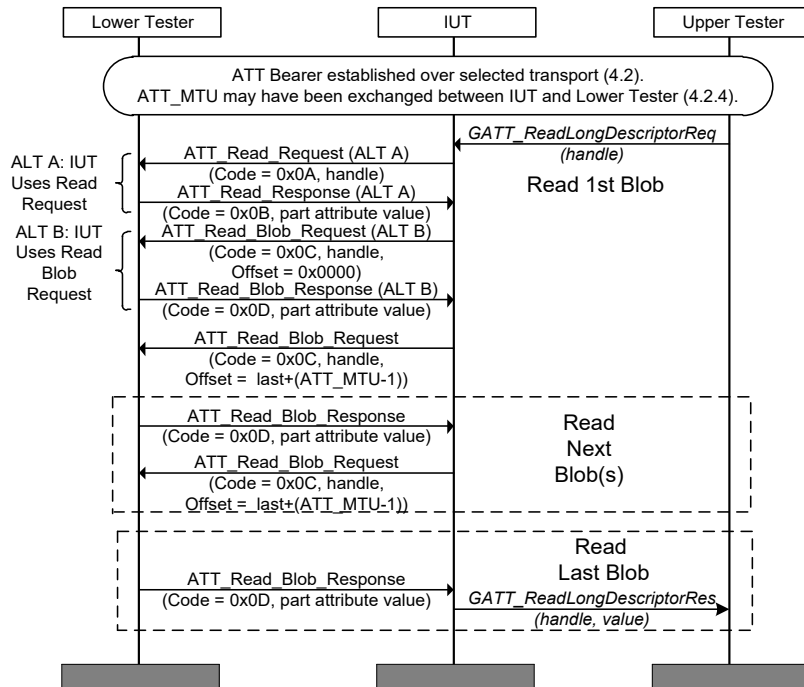 Lower Tester
IUT
Upper Tester
ATT Bearer established over selected transport (4.2).
ATT_MTU may have been exchanged between IUT and Lower Tester (4.2.4).
GATT_ReadLongDescriptorReq
(handle)
Read 1st Blob
ALT A: IUT
Uses Read
Request
ATT_Read_Request (ALT A)
(Code = 0x0A, handle)
ATT_Read_Response (ALT A)
(Code = 0x0B, part attribute value)
ALT B: IUT
Uses Read
Blob
Request
ATT_Read_Blob_Request (ALT B)
(Code = 0x0C, handle,
Offset = 0x0000)
ATT_Read_Blob_Response (ALT B)
(Code = 0x0D, part attribute value)
ATT_Read_Blob_Request
(Code = 0x0C, handle,
Offset = last+(ATT_MTU-1))
ATT_Read_Blob_Response
(Code = 0x0D, part attribute value)
ATT_Read_Blob_Request
(Code = 0x0C, handle,
Offset = last+(ATT_MTU-1))
Read
Next
Blob(s)
Read
Last Blob
ATT_Read_Blob_Response
(Code = 0x0D, part attribute value)
GATT_ReadLongDescriptorRes
(handle, value)